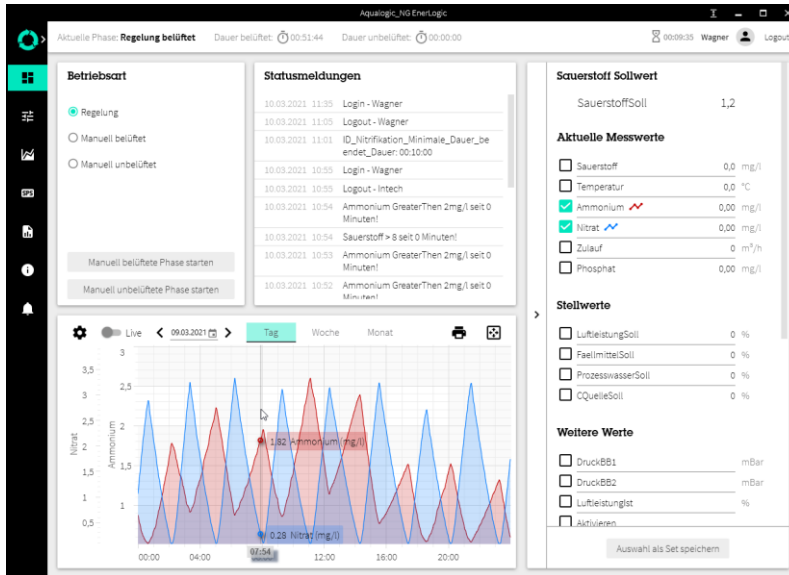 Aqualogic_NG EnerLogic
Aktuelle Phase: Regelung belüftet Dauer belüftet: 00:51:44 Dauer unbelüftet: 00:00:00 00:09:35 Wagner Logout
Betriebsart
Regelung
Manuell belüftet
Manuell unbelüftet
Manuell belüftete Phase starten
Manuell unbelüftete Phase starten
Statusmeldungen
10.03.2021 11:35 Login - Wagner
10.03.2021 11:05 Logout - Wagner
10.03.2021 11:01 ID_Nitrifikation_Minimale_Dauer_be
endet_Dauer: 00:10:00
10.03.2021 10:55 Login - Wagner
10.03.2021 10:55 Logout - Intech
10.03.2021 10:54 Ammonium GreaterThen 2mg/l seit 0
Minuten!
10.03.2021 10:54 Sauerstoff > 8 seit 0 Minuten!
10.03.2021 10:53 Ammonium GreaterThen 2mg/l seit 0
Minuten!
10.03.2021 10:52 Ammonium GreaterThen 2mg/l seit 0
Minuten!
Sauerstoff Sollwert
SauerstoffSoll 1,2
Aktuelle Messwerte
Sauerstoff 0,0 mg/l
Temperatur 0,0 °C
Ammonium 0,00 mg/l
Nitrat 0,00 mg/l
Zulauf 0 m³/h
Phosphat 0,00 mg/l
Stellwerte
LuftleistungSoll 0 %
FaellmittelSoll 0 %
ProzesswasserSoll 0 %
CQuelleSoll 0 %
Weitere Werte
DruckBB1 mBar
DruckBB2 mBar
LuftleistungIst %
Aktivieren
Auswahl als Set speichern
SPS
Live 09.03.2021 Tag Woche Monat
Nitrat
3,5
3
2,5
2
1,5
1
0,5
Ammonium
3
2,5
2
1,5
1
1,82 Ammonium (mg/l)
0,28 Nitrat (mg/l)
00:00 04:00 07:54 12:00 16:00 20:00